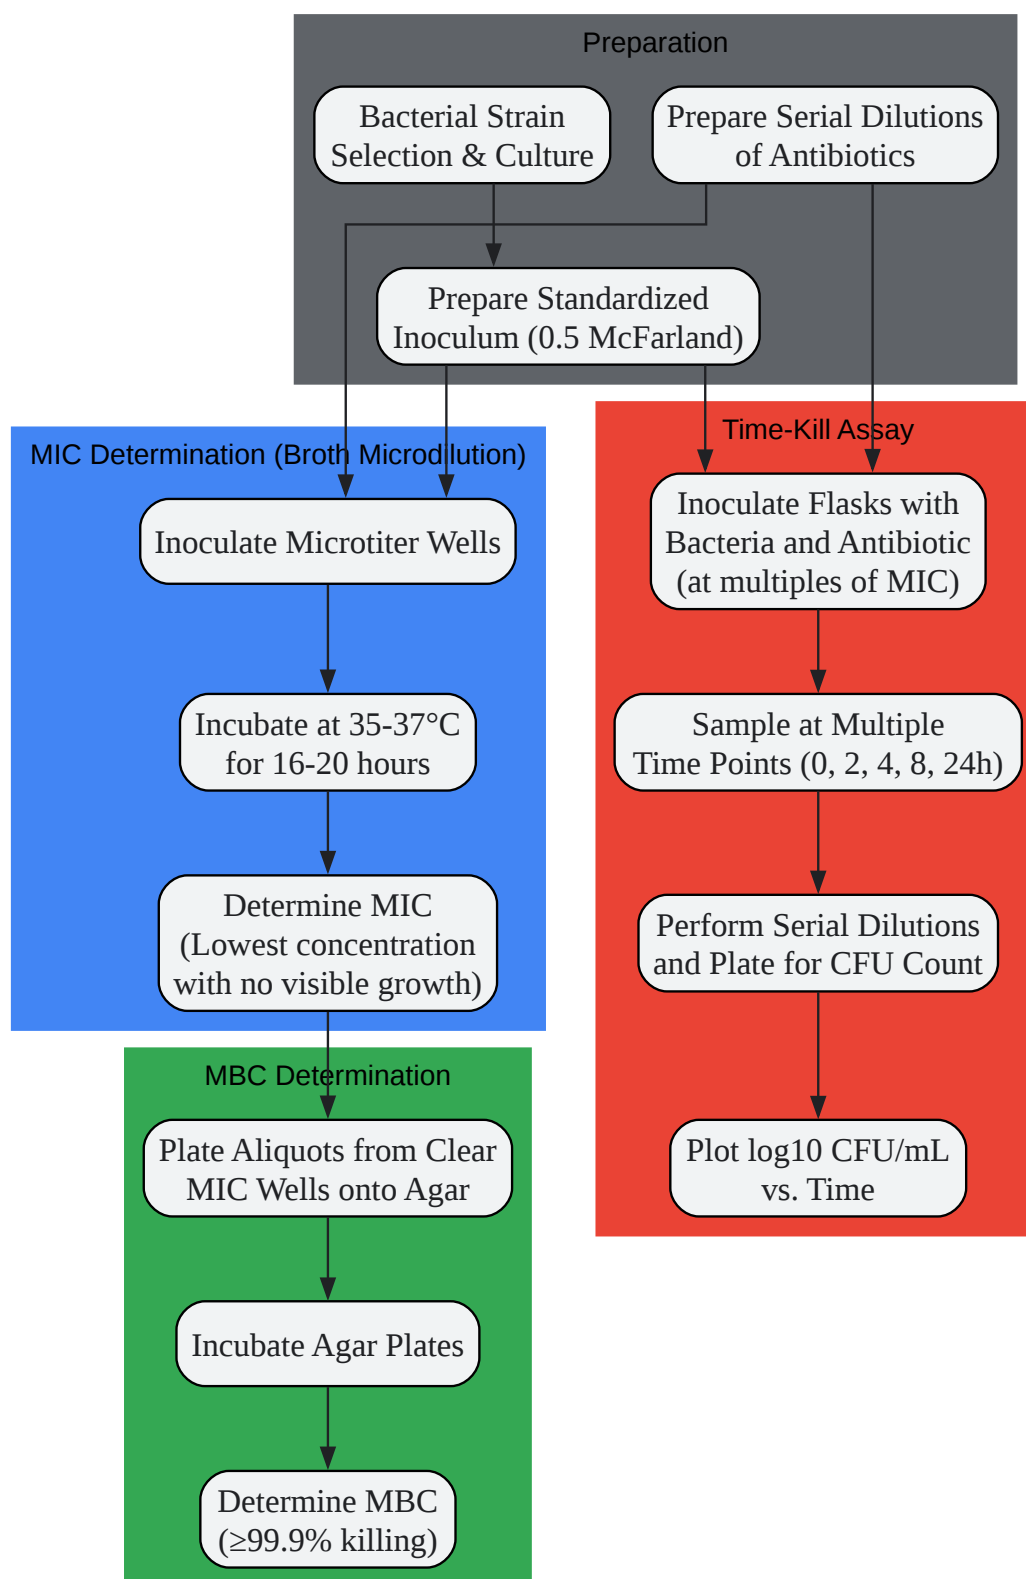 Preparation
Bacterial Strain
Selection & Culture
Prepare Serial Dilutions
of Antibiotics
Prepare Standardized
Inoculum (0.5 McFarland)
MIC Determination (Broth Microdilution)
Inoculate Microtiter Wells
Incubate at 35-37°C
for 16-20 hours
Determine MIC
(Lowest concentration
with no visible growth)
MBC Determination
Plate Aliquots from Clear
MIC Wells onto Agar
Incubate Agar Plates
Determine MBC
(≥99.9% killing)
Time-Kill Assay
Inoculate Flasks with
Bacteria and Antibiotic
(at multiples of MIC)
Sample at Multiple
Time Points (0, 2, 4, 8, 24h)
Perform Serial Dilutions
and Plate for CFU Count
Plot log10 CFU/mL
vs. Time